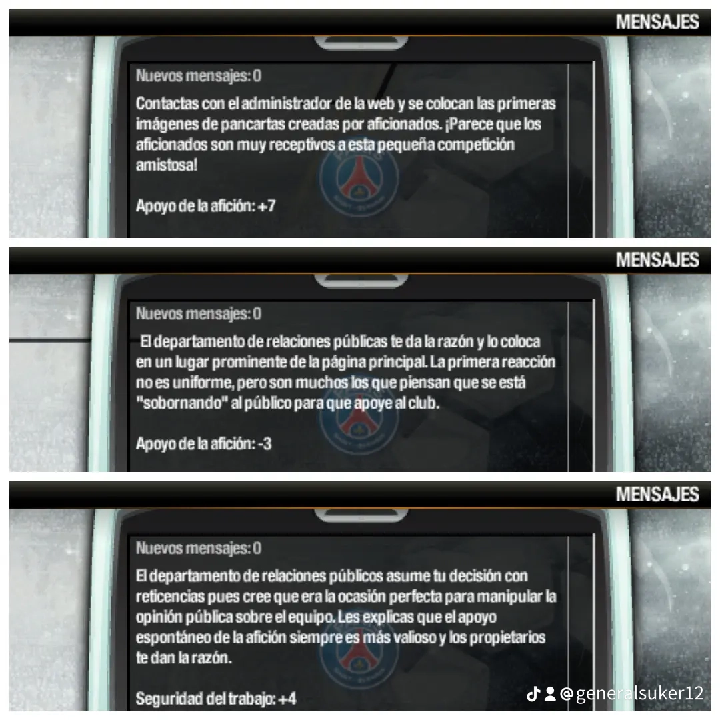 MENSAJES
Nuevos mensajes: 0
Contactas con el administrador de la web y se colocan las primeras
imágenes de pancartas creadas por aficionados. ¡Parece que los
aficionados son muy receptivos a esta pequeña competición
amistosa!
Apoyo de la afición: +7
MENSAJES
Nuevos mensajes: 0
El departamento de relaciones públicas te da la razón y lo coloca
en un lugar prominente de la página principal. La primera reacción
no es uniforme, pero son muchos los que piensan que se está
"sobornando" al público para que apoye al club.
Apoyo de la afición: -3
MENSAJES
Nuevos mensajes: 0
El departamento de relaciones públicos asume tu decisión con
reticencias pues cree que era la ocasión perfecta para manipular la
opinión pública sobre el equipo. Les explicas que el apoyo
espontáneo de la afición siempre es más valioso y los propietarios
te dan la razón.
Seguridad del trabajo: +4
@generalsuker12